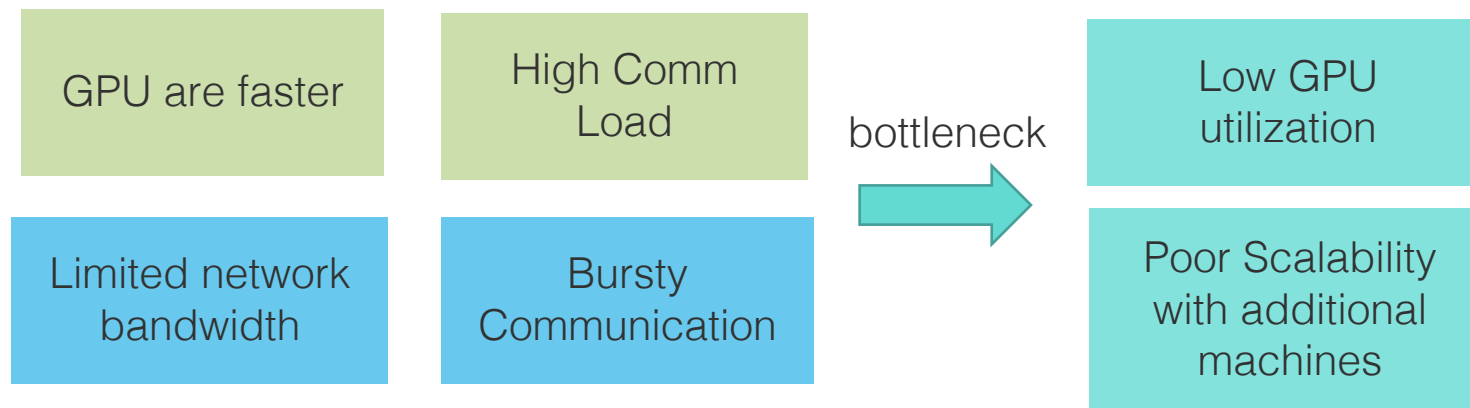 GPU are faster
High Comm
Load
bottleneck
Low GPU
utilization
Limited network
bandwidth
Bursty
Communication
Poor Scalability
with additional
machines